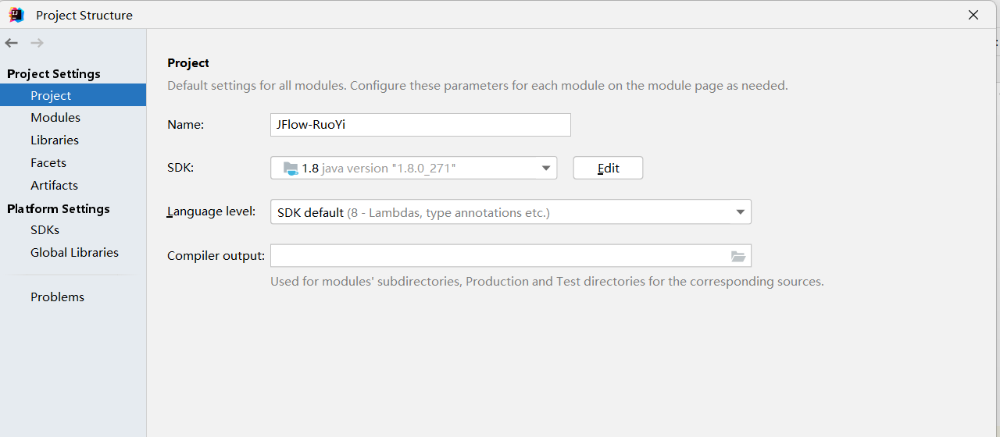 Project Structure
Project Settings
Project
Modules
Libraries
Facets
Artifacts
Platform Settings
SDKs
Global Libraries
Problems
Project
Default settings for all modules. Configure these parameters for each module on the module page as needed.
Name: JFlow-RuoYi
SDK: 1.8 java version "1.8.0_271" Edit
Language level: SDK default (8 - Lambdas, type annotations etc.)
Compiler output:
Used for modules' subdirectories, Production and Test directories for the corresponding sources.